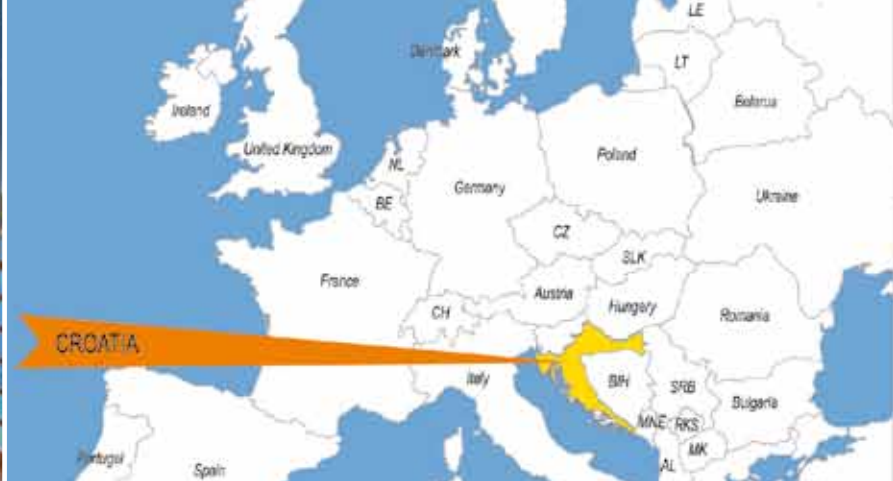 LE
Denmark
LT
Ireland
Belarus
United Kingdom
NL
Poland
Germany
BE
Ukraine
CZ
SLK
France
Austria
CH
Hungary
Romania
CROATIA
Italy
BIH
SRB
Bulgaria
MNE
RKS
MK
Portugal
Spain
AL